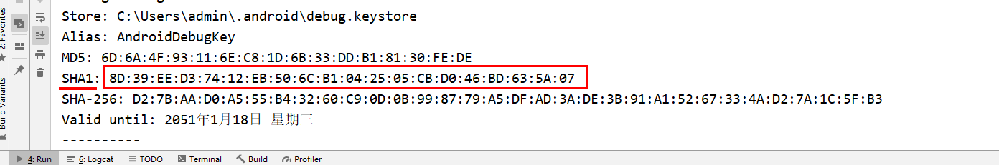 2: Favorites
Build Variants
Store: C:\Users\admin\.android\debug.keystore
Alias: AndroidDebugKey
MD5: 6D:6A:4F:93:11:6E:C8:1D:6B:33:DD:B1:81:30:FE:DE
SHA1: 8D:39:EE:D3:74:12:EB:50:6C:B1:04:25:05:CB:D0:46:BD:63:5A:07
SHA-256: D2:7B:AA:D0:A5:55:B4:32:60:C9:0D:0B:99:87:79:A5:DF:AD:3A:DE:3B:91:A1:52:67:33:4A:D2:7A:1C:5F:B3
Valid until: 2051年1月18日 星期三
----------
4: Run 6: Logcat TODO Terminal Build Profiler